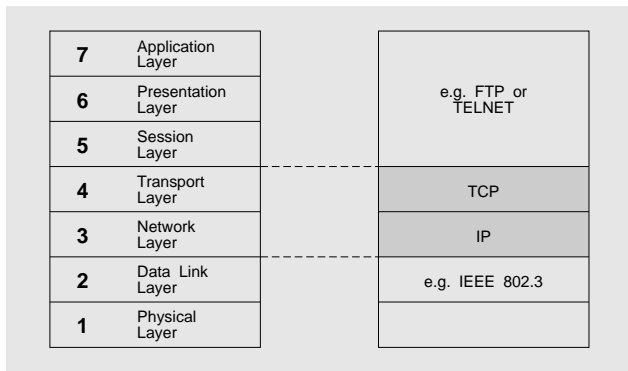 7 Application
Layer
6 Presentation
Layer
5 Session
Layer
4 Transport
Layer
3 Network
Layer
2 Data Link
Layer
1 Physical
Layer
e.g. FTP or
TELNET
TCP
IP
e.g. IEEE 802.3